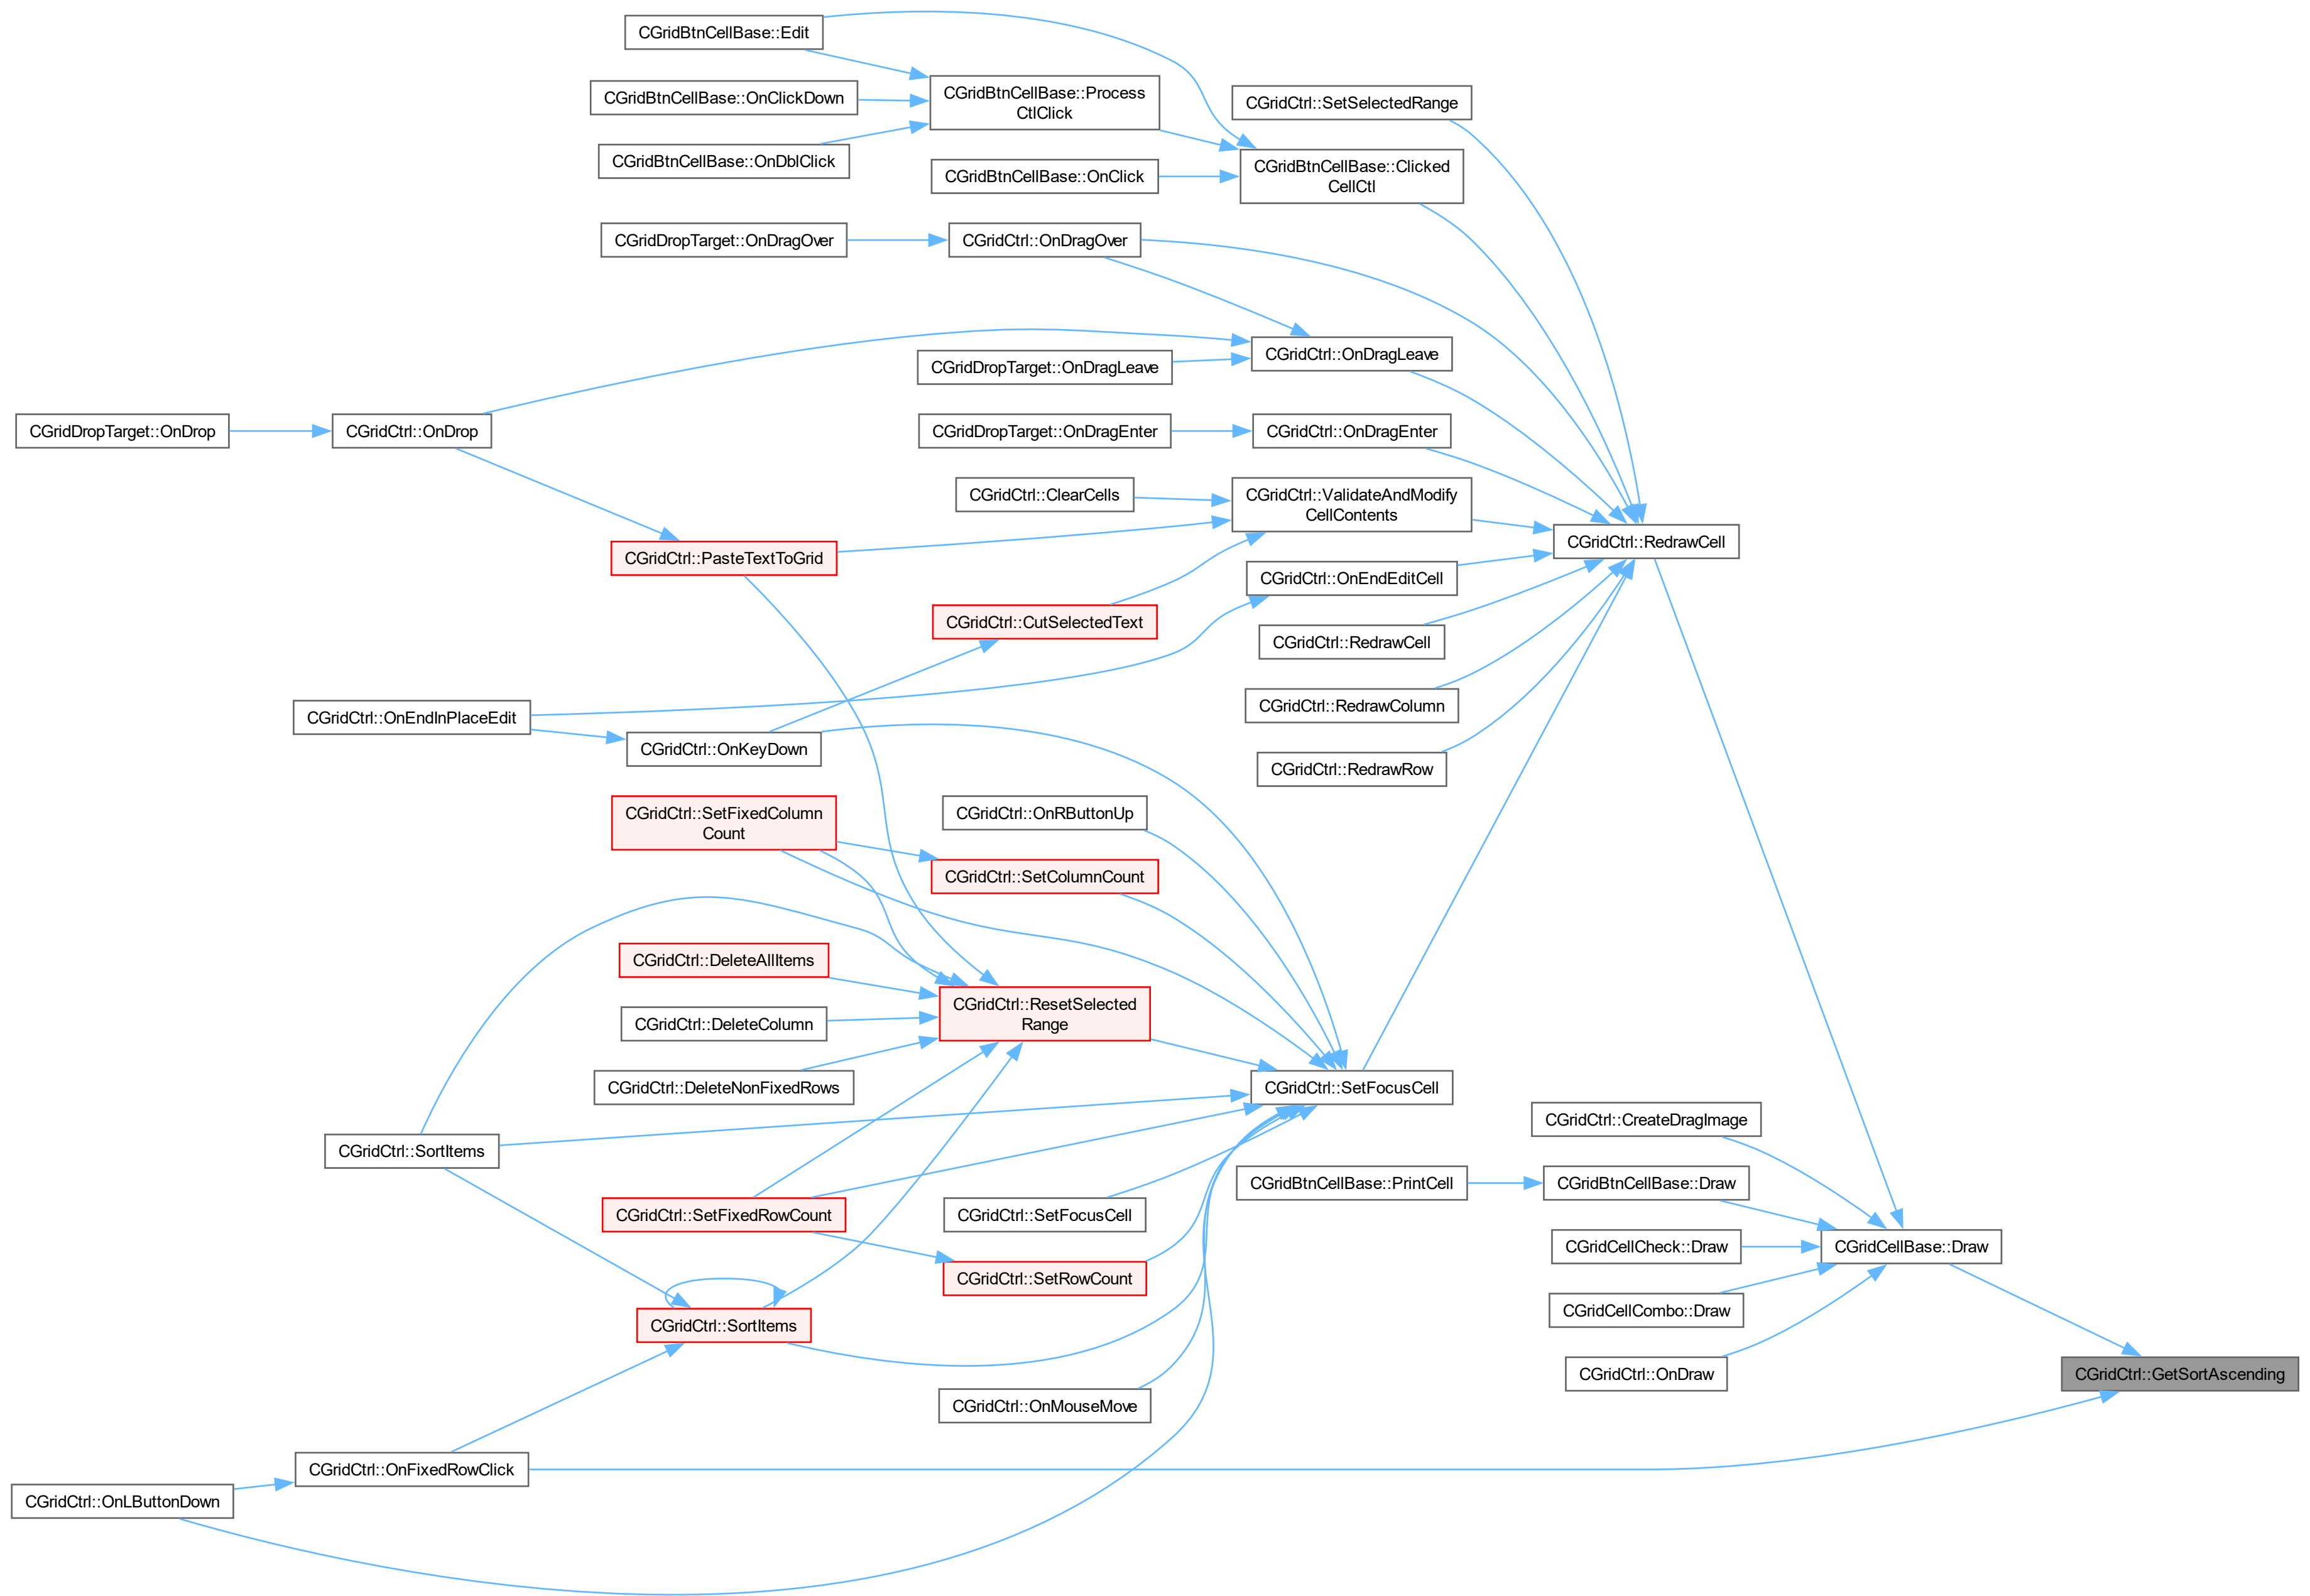 CGridBtnCellBase::Edit
CGridBtnCellBase::OnClickDown
CGridBtnCellBase::Process
CtlClick
CGridCtrl::SetSelectedRange
CGridBtnCellBase::OnDblClick
CGridBtnCellBase::OnClick
CGridBtnCellBase::Clicked
CellCtl
CGridDropTarget::OnDragOver
CGridCtrl::OnDragOver
CGridCtrl::OnDragLeave
CGridDropTarget::OnDragLeave
CGridDropTarget::OnDrop
CGridCtrl::OnDrop
CGridDropTarget::OnDragEnter
CGridCtrl::OnDragEnter
CGridCtrl::ClearCells
CGridCtrl::ValidateAndModify
CellContents
CGridCtrl::PasteTextToGrid
CGridCtrl::RedrawCell
CGridCtrl::OnEndEditCell
CGridCtrl::CutSelectedText
CGridCtrl::RedrawCell
CGridCtrl::RedrawColumn
CGridCtrl::OnEndInPlaceEdit
CGridCtrl::OnKeyDown
CGridCtrl::RedrawRow
CGridCtrl::SetFixedColumn
Count
CGridCtrl::OnRButtonUp
CGridCtrl::SetColumnCount
CGridCtrl::DeleteAllItems
CGridCtrl::ResetSelected
Range
CGridCtrl::DeleteColumn
CGridCtrl::DeleteNonFixedRows
CGridCtrl::SetFocusCell
CGridCtrl::CreateDragImage
CGridCtrl::SortItems
CGridBtnCellBase::PrintCell
CGridBtnCellBase::Draw
CGridCtrl::SetFixedRowCount
CGridCtrl::SetFocusCell
CGridCellCheck::Draw
CGridCellBase::Draw
CGridCtrl::SetRowCount
CGridCellCombo::Draw
CGridCtrl::SortItems
CGridCtrl::OnDraw
CGridCtrl::GetSortAscending
CGridCtrl::OnMouseMove
CGridCtrl::OnFixedRowClick
CGridCtrl::OnLButtonDown